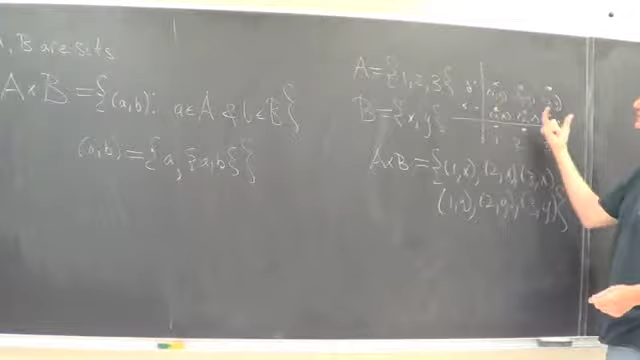 , B are sets
A × B = { (a,b) : a ∈ A & b ∈ B }
(a,b) = { a, { a, b } }
A = { 1, 2, 3 }
B = { x, y }
A × B = { (1,x), (2,x), (3,x)
(1,y), (2,y), (3,y) }